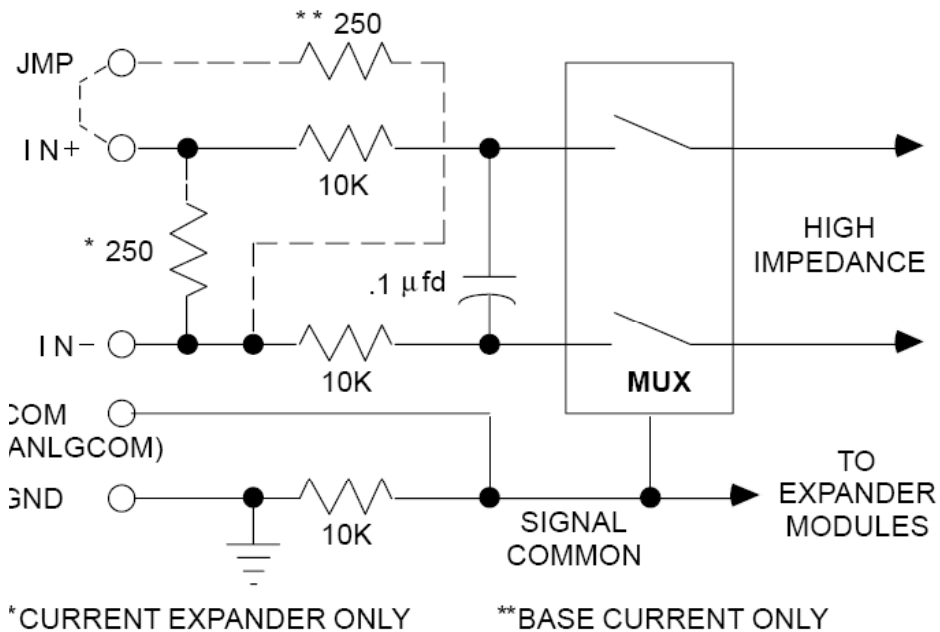 ** 250
JMP
IN+
10K
* 250
HIGH
IMPEDANCE
.1 μfd
IN-
10K
MUX
COM
ANLGCOM)
TO
EXPANDER
MODULES
GND
10K
SIGNAL
COMMON
*CURRENT EXPANDER ONLY
**BASE CURRENT ONLY